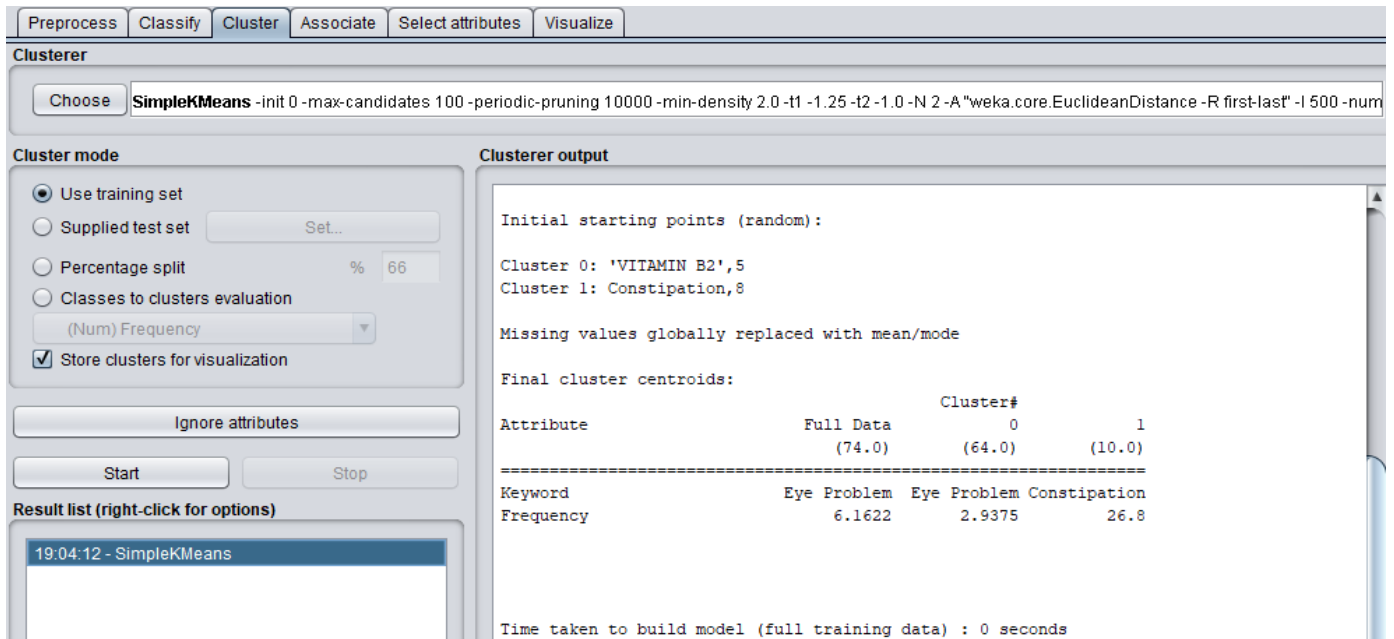 Preprocess Classify Cluster Associate Select attributes Visualize
Clusterer
Choose SimpleKMeans -init 0 -max-candidates 100 -periodic-pruning 10000 -min-density 2.0 -t1 -1.25 -t2 -1.0 -N 2 -A "weka.core.EuclideanDistance -R first-last" -I 500 -num
Cluster mode
Use training set
Supplied test set Set...
Percentage split % 66
Classes to clusters evaluation
(Num) Frequency
Store clusters for visualization
Ignore attributes
Start Stop
Result list (right-click for options)
19:04:12 - SimpleKMeans
Clusterer output
Initial starting points (random):
Cluster 0: 'VITAMIN B2',5
Cluster 1: Constipation,8
Missing values globally replaced with mean/mode
Final cluster centroids:
Cluster#
Attribute Full Data 0 1
(74.0) (64.0) (10.0)
==================================================================
Keyword Eye Problem Eye Problem Constipation
Frequency 6.1622 2.9375 26.8
Time taken to build model (full training data) : 0 seconds